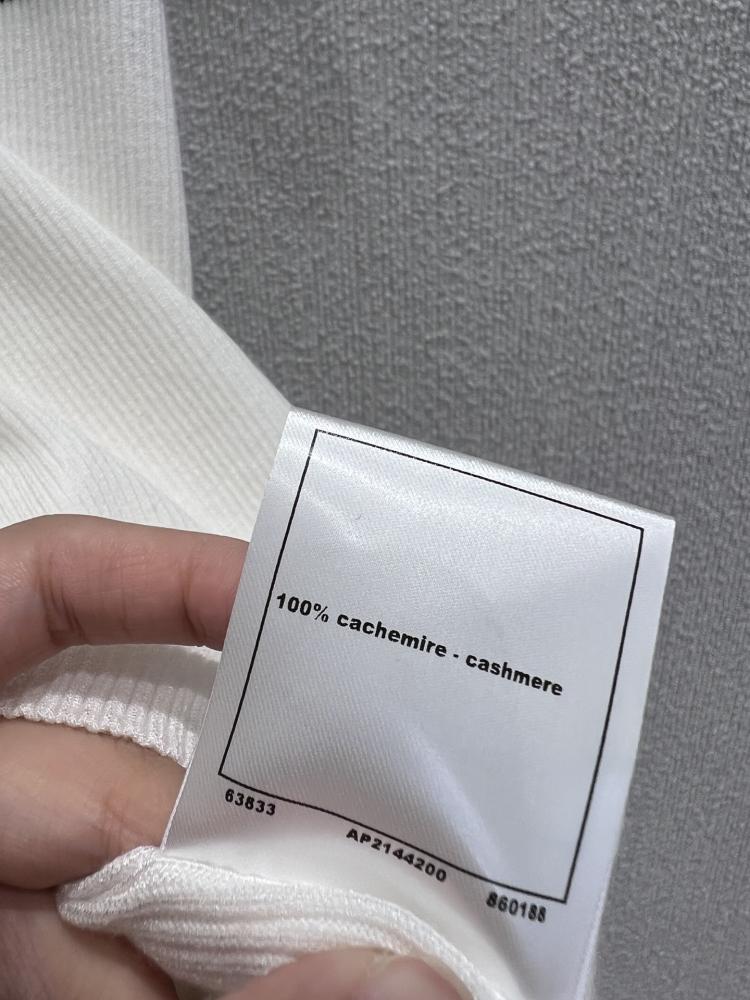 100% cachemire - cashmere
63833 AP2144200 860188